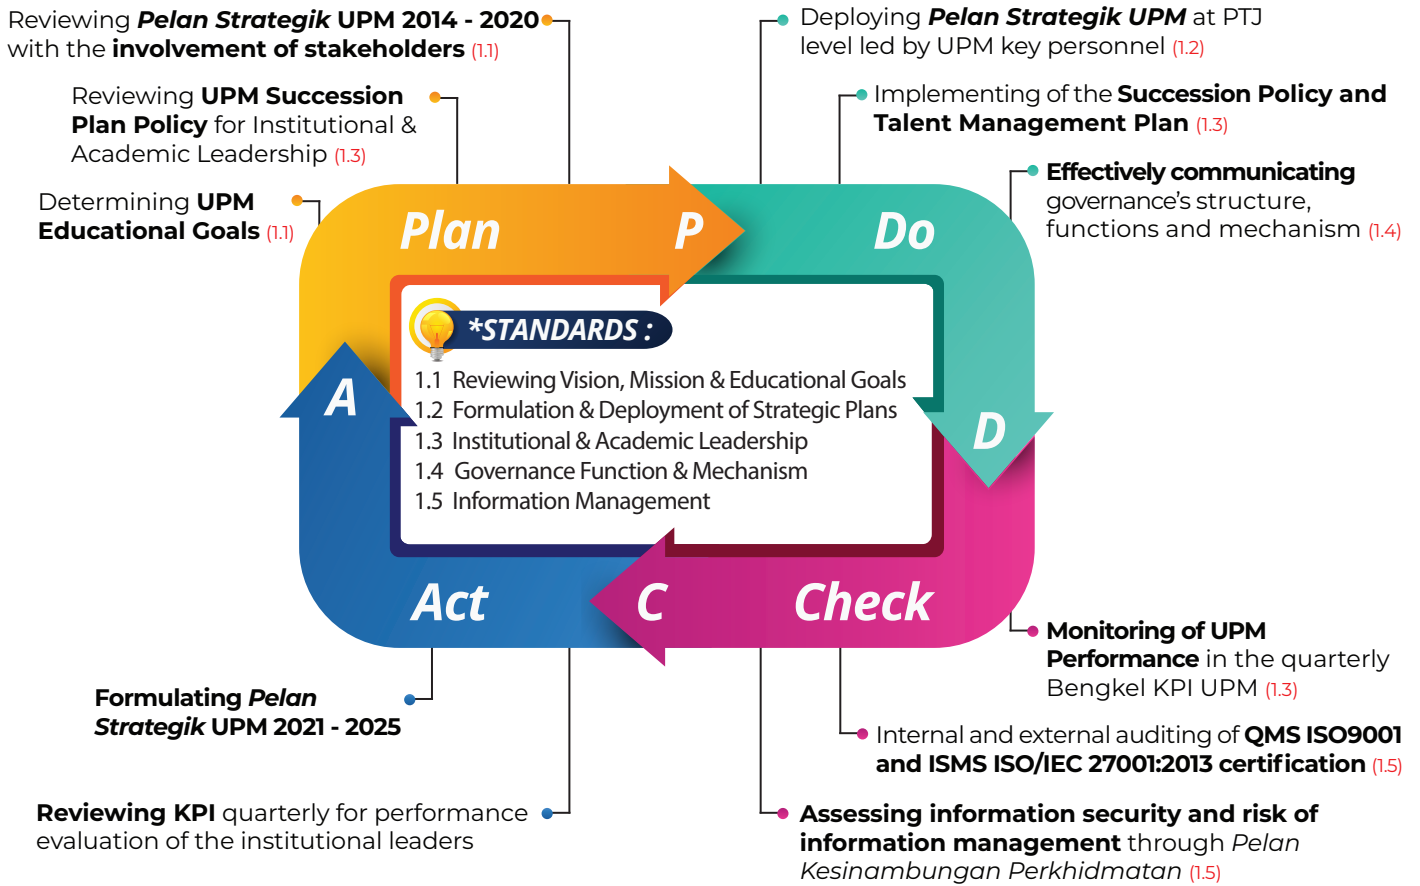 Reviewing Pelan Strategik UPM 2014 - 2020
with the involvement of stakeholders (1.1)
Reviewing UPM Succession
Plan Policy for Institutional &
Academic Leadership (1.3)
Determining UPM
Educational Goals (1.1)
Deploying Pelan Strategik UPM at PTJ
level led by UPM key personnel (1.2)
Implementing of the Succession Policy and
Talent Management Plan (1.3)
Effectively communicating
governance's structure,
functions and mechanism (1.4)
Plan
P
Do
D
*STANDARDS :
1.1 Reviewing Vision, Mission & Educational Goals
1.2 Formulation & Deployment of Strategic Plans
1.3 Institutional & Academic Leadership
1.4 Governance Function & Mechanism
1.5 Information Management
A
Act
C
Check
Monitoring of UPM
Performance in the quarterly
Bengkel KPI UPM (1.3)
Internal and external auditing of QMS ISO9001
and ISMS ISO/IEC 27001:2013 certification (1.5)
Assessing information security and risk of
information management through Pelan
Kesinambungan Perkhidmatan (1.5)
Formulating Pelan
Strategik UPM 2021 - 2025
Reviewing KPI quarterly for performance
evaluation of the institutional leaders